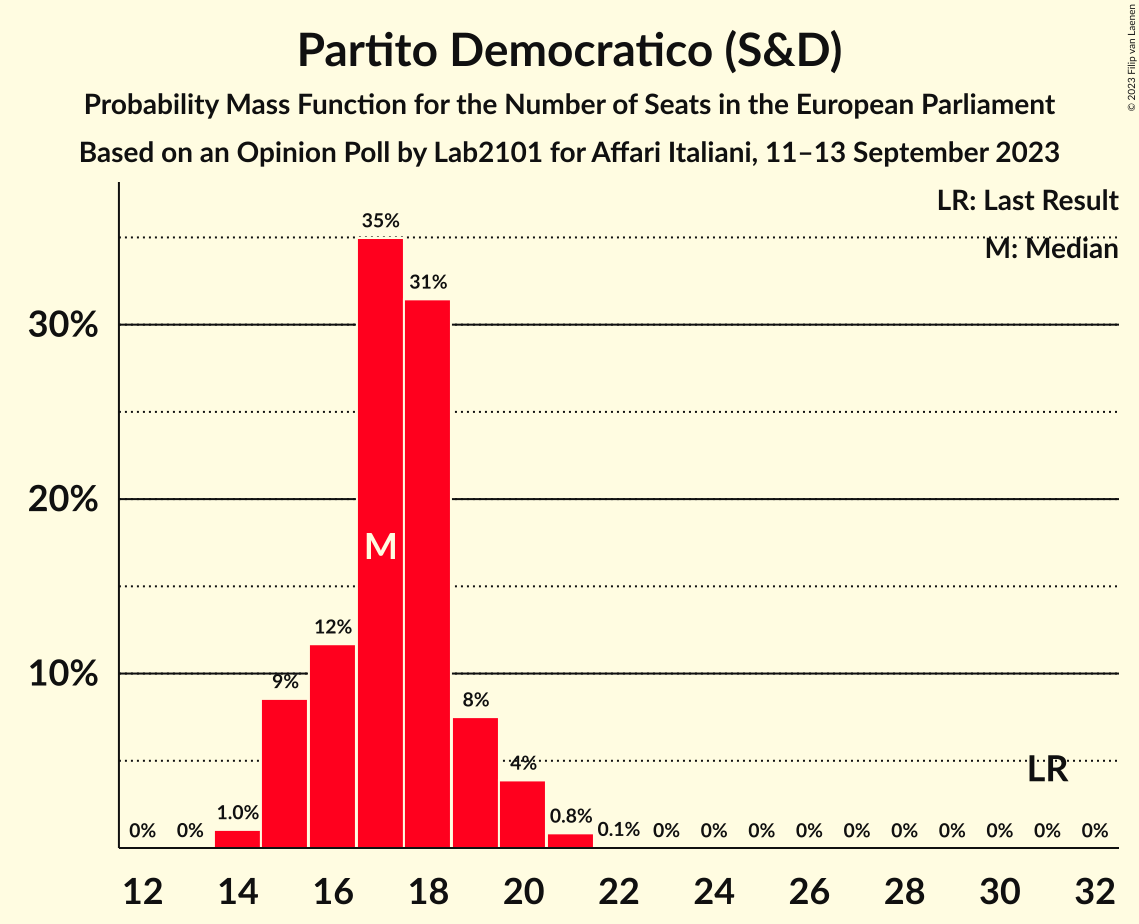 Partito Democratico (S&D)
Probability Mass Function for the Number of Seats in the European Parliament
Based on an Opinion Poll by Lab2101 for Affari Italiani, 11–13 September 2023
© 2023 Filip van Laenen
LR: Last Result
M: Median
30%
20%
10%
0% 0% 1.0% 9% 12% 35% 31% 8% 4% 0.8% 0.1% 0% 0% 0% 0% 0% 0% 0% 0% 0% 0%
M
LR
12 14 16 18 20 22 24 26 28 30 32